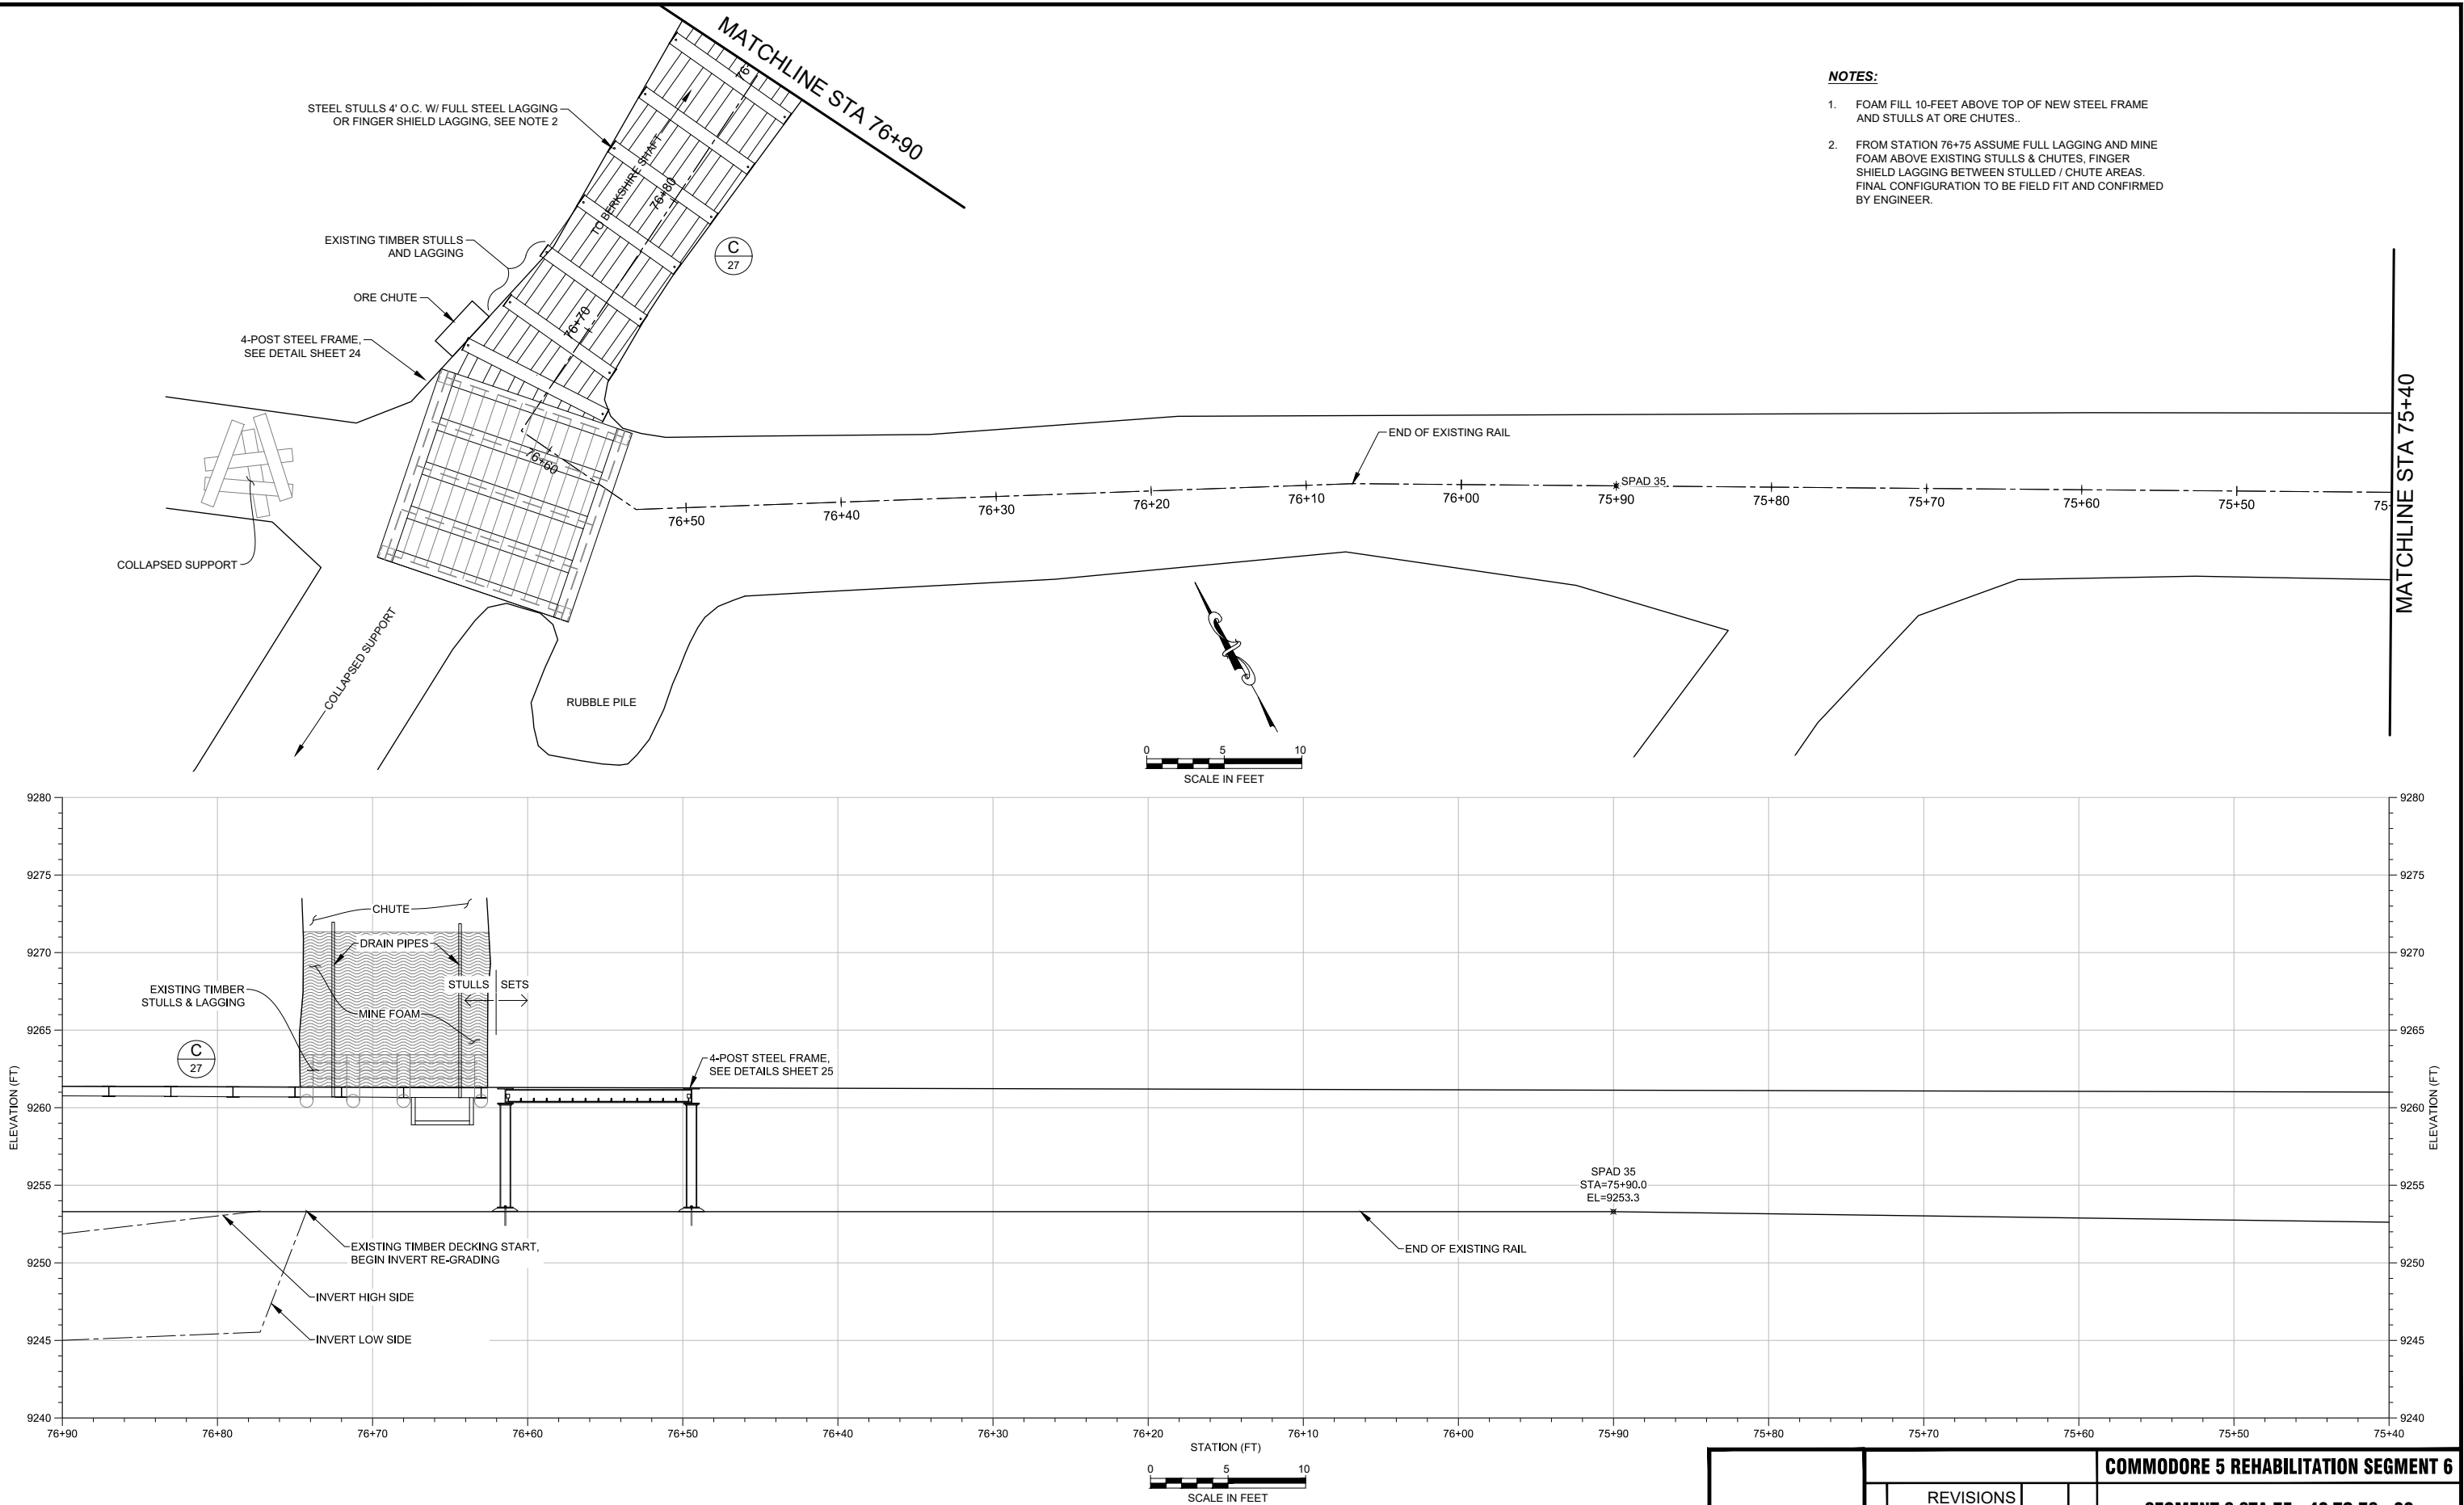 MATCHLINE STA 76+90
STEEL STULLS 4' O.C. W/ FULL STEEL LAGGING
OR FINGER SHIELD LAGGING, SEE NOTE 2
TO BERKSHIRE SHAFT
76+80
76+70
76+60
EXISTING TIMBER STULLS
AND LAGGING
ORE CHUTE
4-POST STEEL FRAME,
SEE DETAIL SHEET 24
C
27
NOTES:
1. FOAM FILL 10-FEET ABOVE TOP OF NEW STEEL FRAME
AND STULLS AT ORE CHUTES..
2. FROM STATION 76+75 ASSUME FULL LAGGING AND MINE
FOAM ABOVE EXISTING STULLS & CHUTES, FINGER
SHIELD LAGGING BETWEEN STULLED / CHUTE AREAS.
FINAL CONFIGURATION TO BE FIELD FIT AND CONFIRMED
BY ENGINEER.
END OF EXISTING RAIL
SPAD 35
76+50 76+40 76+30 76+20 76+10 76+00 75+90 75+80 75+70 75+60 75+50
MATCHLINE STA 75+40
COLLAPSED SUPPORT
COLLAPSED SUPPORT
RUBBLE PILE
0 5 10
SCALE IN FEET
9280 9280
9275 9275
CHUTE
DRAIN PIPES
9270 9270
EXISTING TIMBER
STULLS & LAGGING
STULLS SETS
MINE FOAM
9265 9265
C
27
4-POST STEEL FRAME,
SEE DETAILS SHEET 25
9260 9260
ELEVATION (FT) ELEVATION (FT)
9255 9255
SPAD 35
STA=75+90.0
EL=9253.3
EXISTING TIMBER DECKING START,
BEGIN INVERT RE-GRADING
END OF EXISTING RAIL
9250 9250
INVERT HIGH SIDE
INVERT LOW SIDE
9245 9245
9240 9240
76+90 76+80 76+70 76+60 76+50 76+40 76+30 76+20 76+10 76+00 75+90 75+80 75+70 75+60 75+50 75+40
STATION (FT)
0 5 10
SCALE IN FEET
COMMODORE 5 REHABILITATION SEGMENT 6
REVISIONS